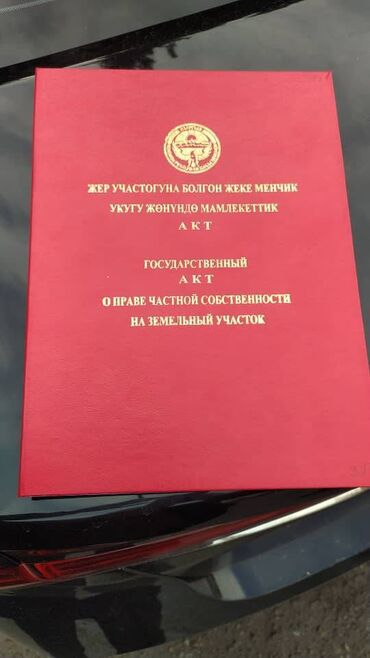 ЖЕР УЧАСТОГУНА БОЛГОН ЖЕКЕ МЕНЧИК
УКУГУ ЖӨНҮНДӨ МАМЛЕКЕТТИК
АКТ
ГОСУДАРСТВЕННЫЙ
АКТ
О ПРАВЕ ЧАСТНОЙ СОБСТВЕННОСТИ
НА ЗЕМЕЛЬНЫЙ УЧАСТОК